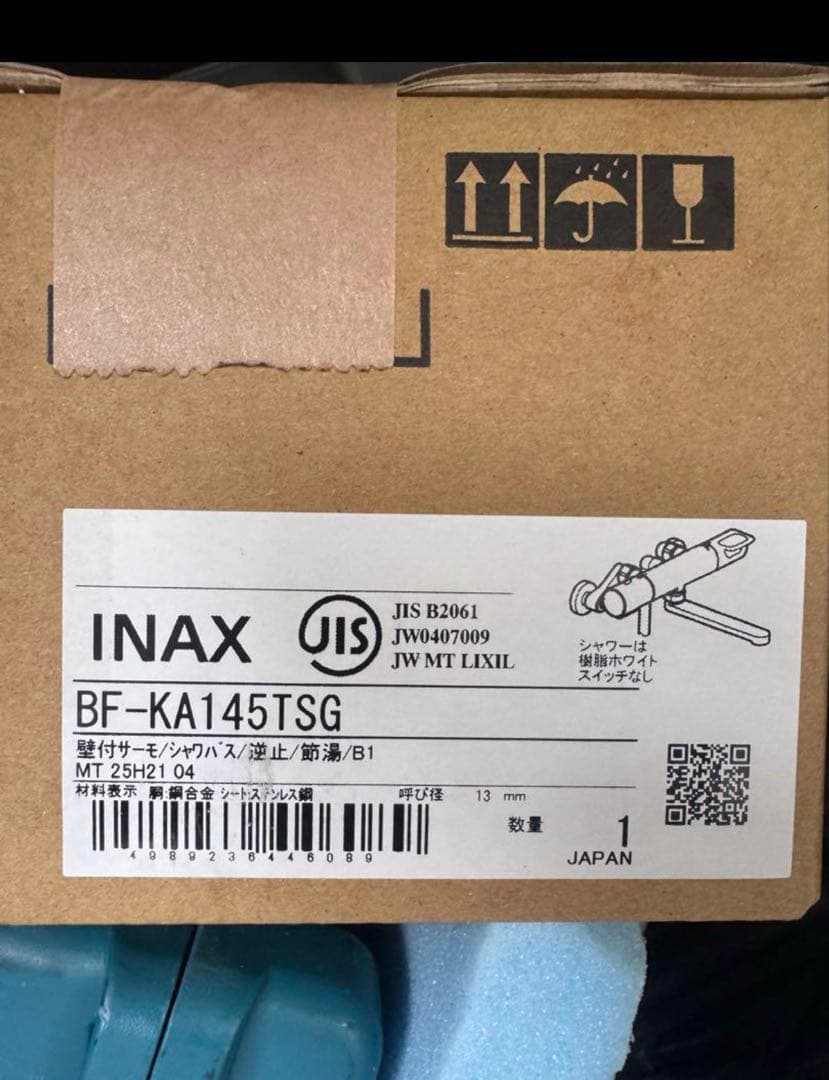 INAX
JIS
JIS B2061
JW0407009
JW MT LIXIL
シャワーは
樹脂ホワイト
スイッチなし
BF-KA145TSG
壁付サーモ/シャワバス/逆止/節湯/B1
MT 25H21 04
材料表示 胴:銅合金 シート:ステンレス鋼 呼び径 13 mm
4989236446089
数量 1
JAPAN